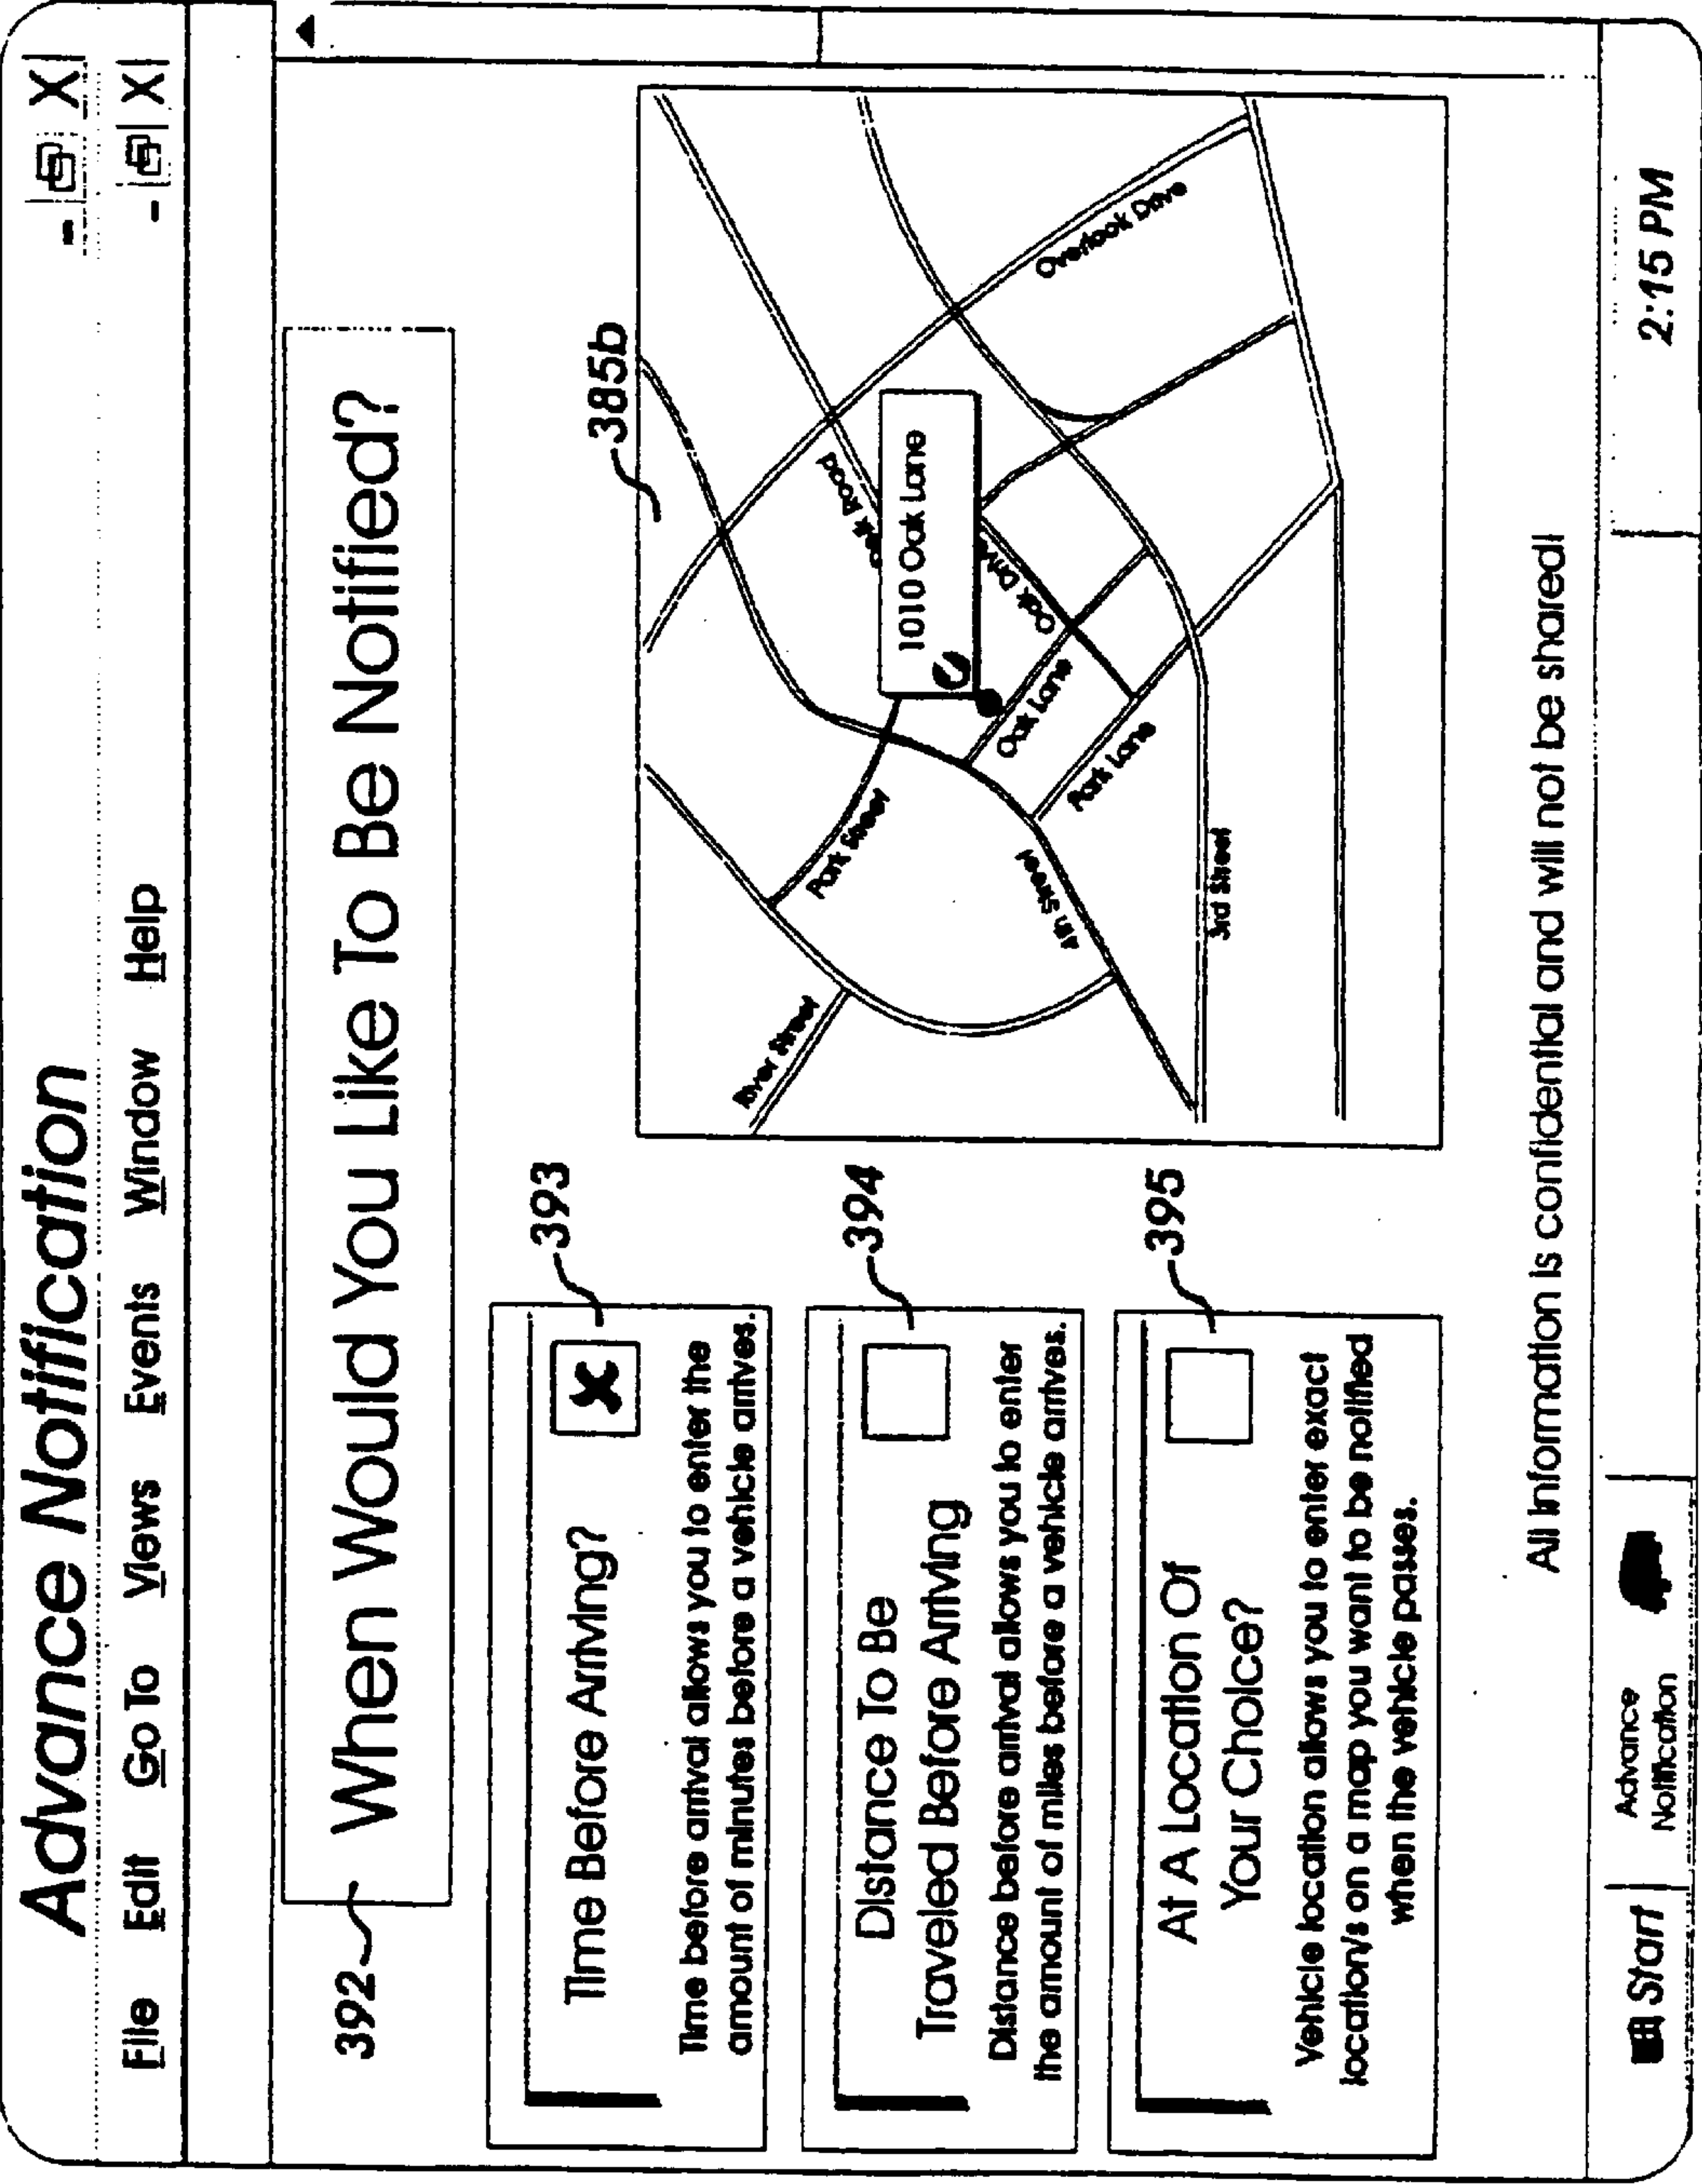 Advance Notification
File Edit Go To Views Events Window Help
392
When Would You Like To Be Notified?
393
Time Before Arriving?
Time before arrival allows you to enter the
amount of minutes before a vehicle arrives.
394
Distance To Be
Traveled Before Arriving
Distance before arrival allows you to enter
the amount of miles before a vehicle arrives.
395
At A Location Of
Your Choice?
Vehicle location allows you to enter exact
location/s on a map you want to be notified
when the vehicle passes.
385b
River Street
Park Street
4th Street
3rd Street
Park Lane
Oak Lane
Oak Drive
Road
1010 Oak Lane
Overlook Drive
All Information is confidential and will not be shared!
Start
Advance
Notification
2:15 PM